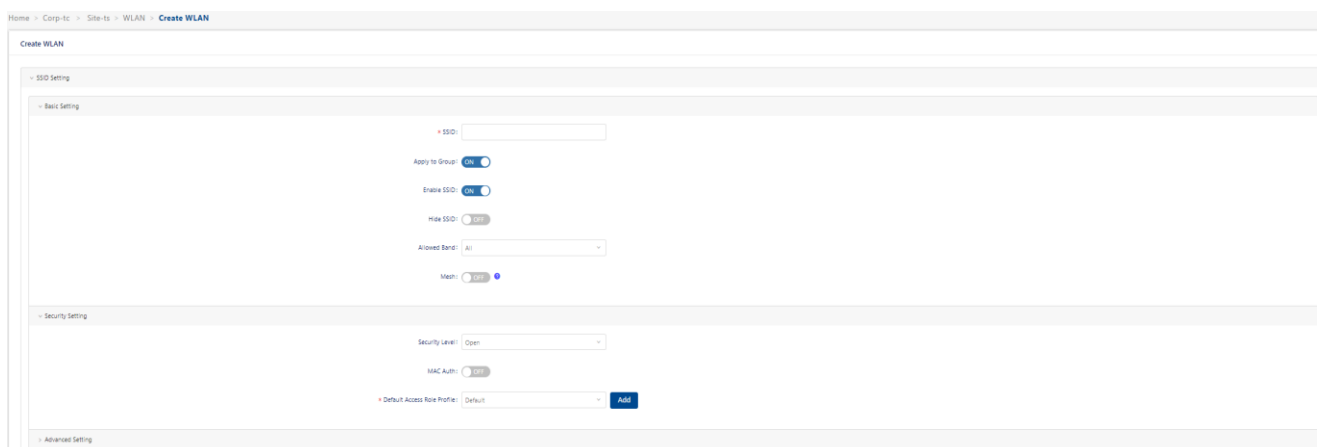 Home > Corp-tc > Site-ts > WLAN > Create WLAN
Create WLAN
SSID Setting
Basic Setting
* SSID:
Apply to Group: ON
Enable SSID: ON
Hide SSID: OFF
Allowed Band: All
Mesh: OFF ?
Security Setting
Security Level: Open
MAC Auth: OFF
* Default Access Role Profile: Default Add
Advanced Setting